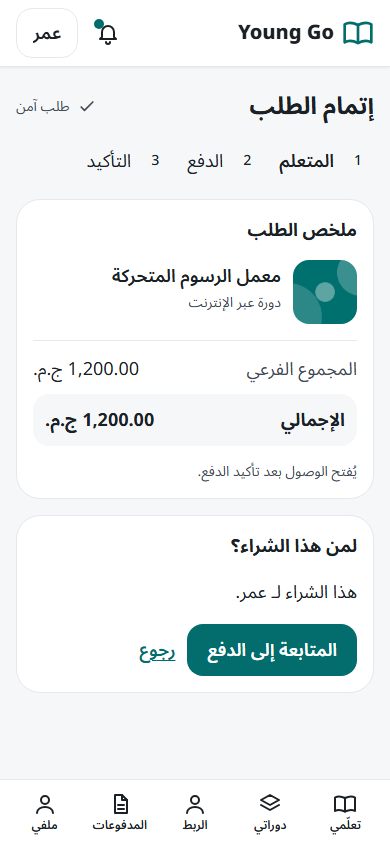 Young Go
عمر
إتمام الطلب
طلب آمن
1 المتعلم 2 الدفع 3 التأكيد
ملخص الطلب
معمل الرسوم المتحركة
دورة عبر الإنترنت
المجموع الفرعي 1,200.00 ج.م.
الإجمالي 1,200.00 ج.م.
يُفتح الوصول بعد تأكيد الدفع.
لمن هذا الشراء؟
هذا الشراء لـ عمر.
المتابعة إلى الدفع رجوع
تعلّمي دوراتي الربط المدفوعات ملفي